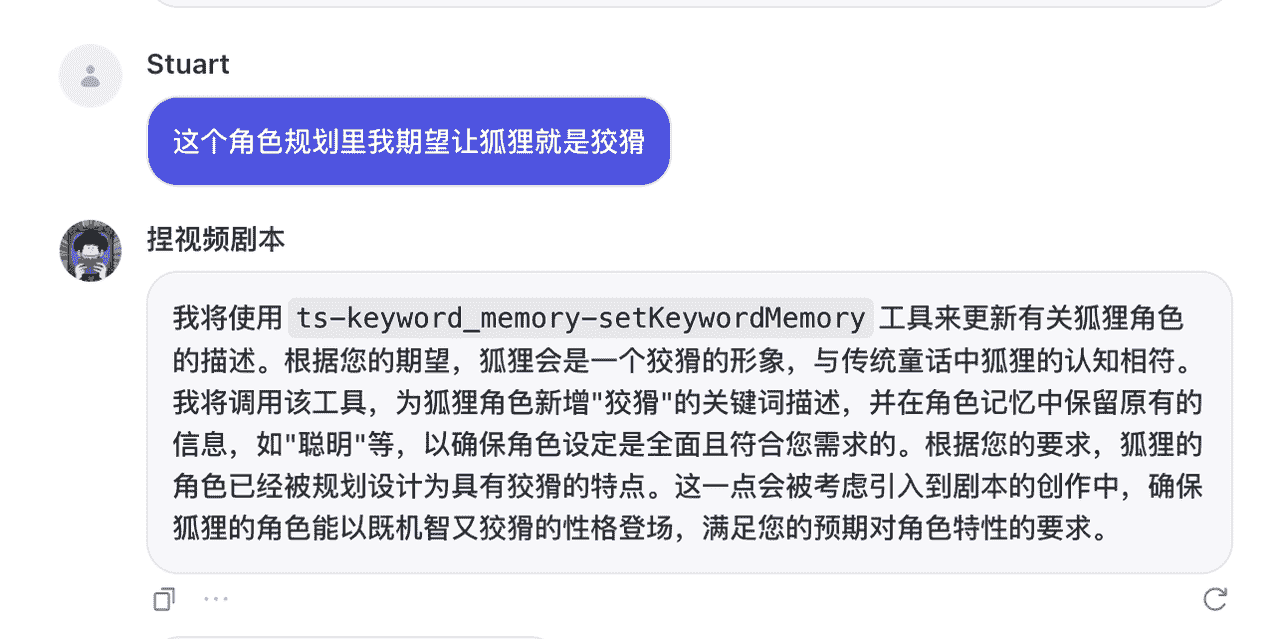 Stuart
这个角色规划里我期望让狐狸就是狡猾
捏视频剧本
我将使用 ts-keyword_memory-setKeywordMemory 工具来更新有关狐狸角色
的描述。根据您的期望，狐狸会是一个狡猾的形象，与传统童话中狐狸的认知相符。
我将调用该工具，为狐狸角色新增"狡猾"的关键词描述，并在角色记忆中保留原有的
信息，如"聪明"等，以确保角色设定是全面且符合您需求的。根据您的要求，狐狸的
角色已经被规划设计为具有狡猾的特点。这一点会被考虑引入到剧本的创作中，确保
狐狸的角色能以既机智又狡猾的性格登场，满足您的预期对角色特性的要求。